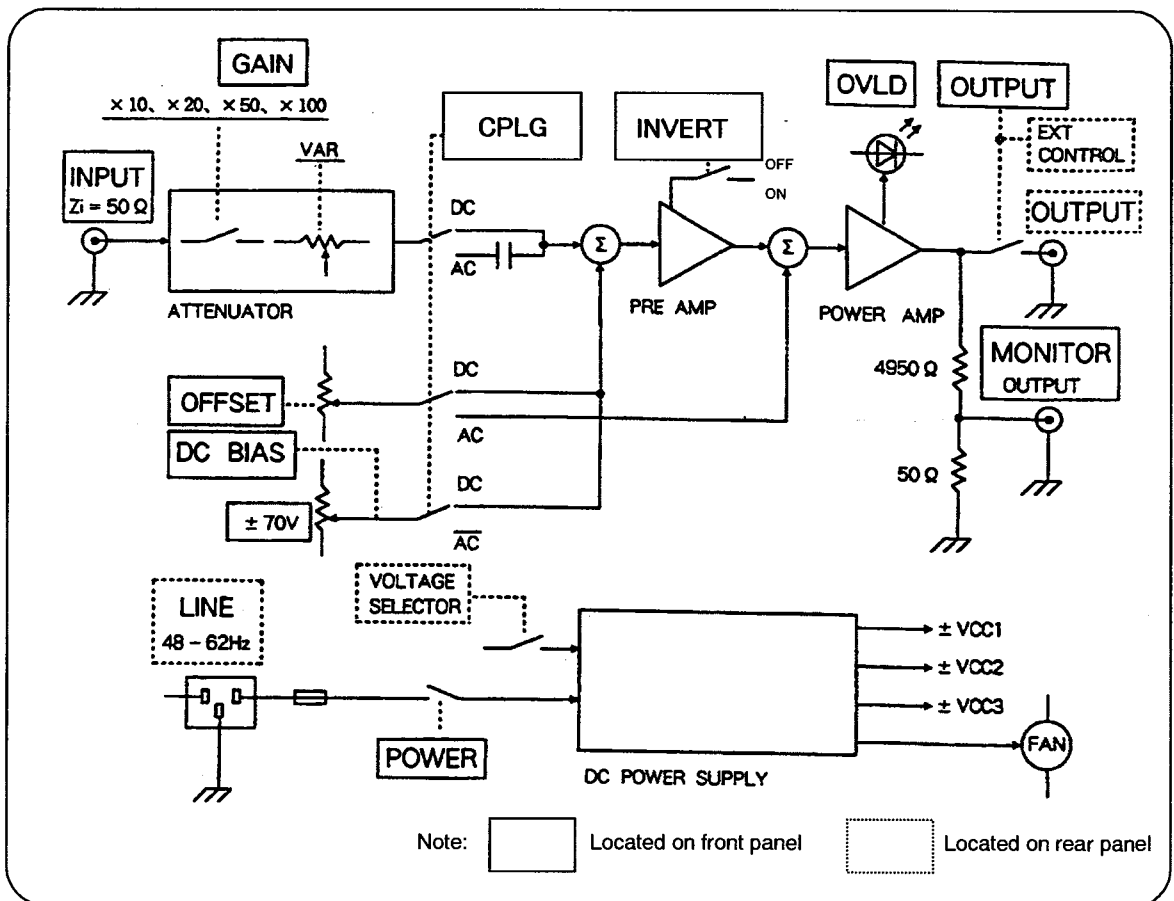 GAIN
×10、×20、×50、×100
VAR
INPUT
Zi = 50 Ω
ATTENUATOR
CPLG
DC
AC
Σ
INVERT
OFF
ON
PRE AMP
Σ
OVLD
POWER AMP
OUTPUT
EXT
CONTROL
OUTPUT
4950 Ω
MONITOR
OUTPUT
50 Ω
OFFSET
DC
AC
DC BIAS
± 70V
DC
AC
LINE
48 – 62Hz
VOLTAGE
SELECTOR
POWER
DC POWER SUPPLY
± VCC1
± VCC2
± VCC3
FAN
Note:
Located on front panel
Located on rear panel